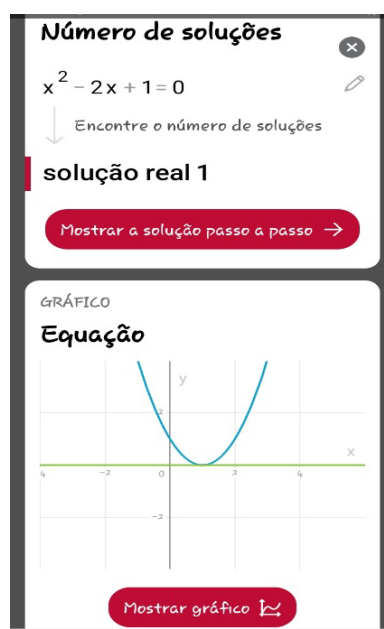 Número de soluções
x² - 2x + 1 = 0
Encontre o número de soluções
solução real 1
Mostrar a solução passo a passo →
GRÁFICO
Equação
y
2
x
4 -2 0 2 4
-2
Mostrar gráfico